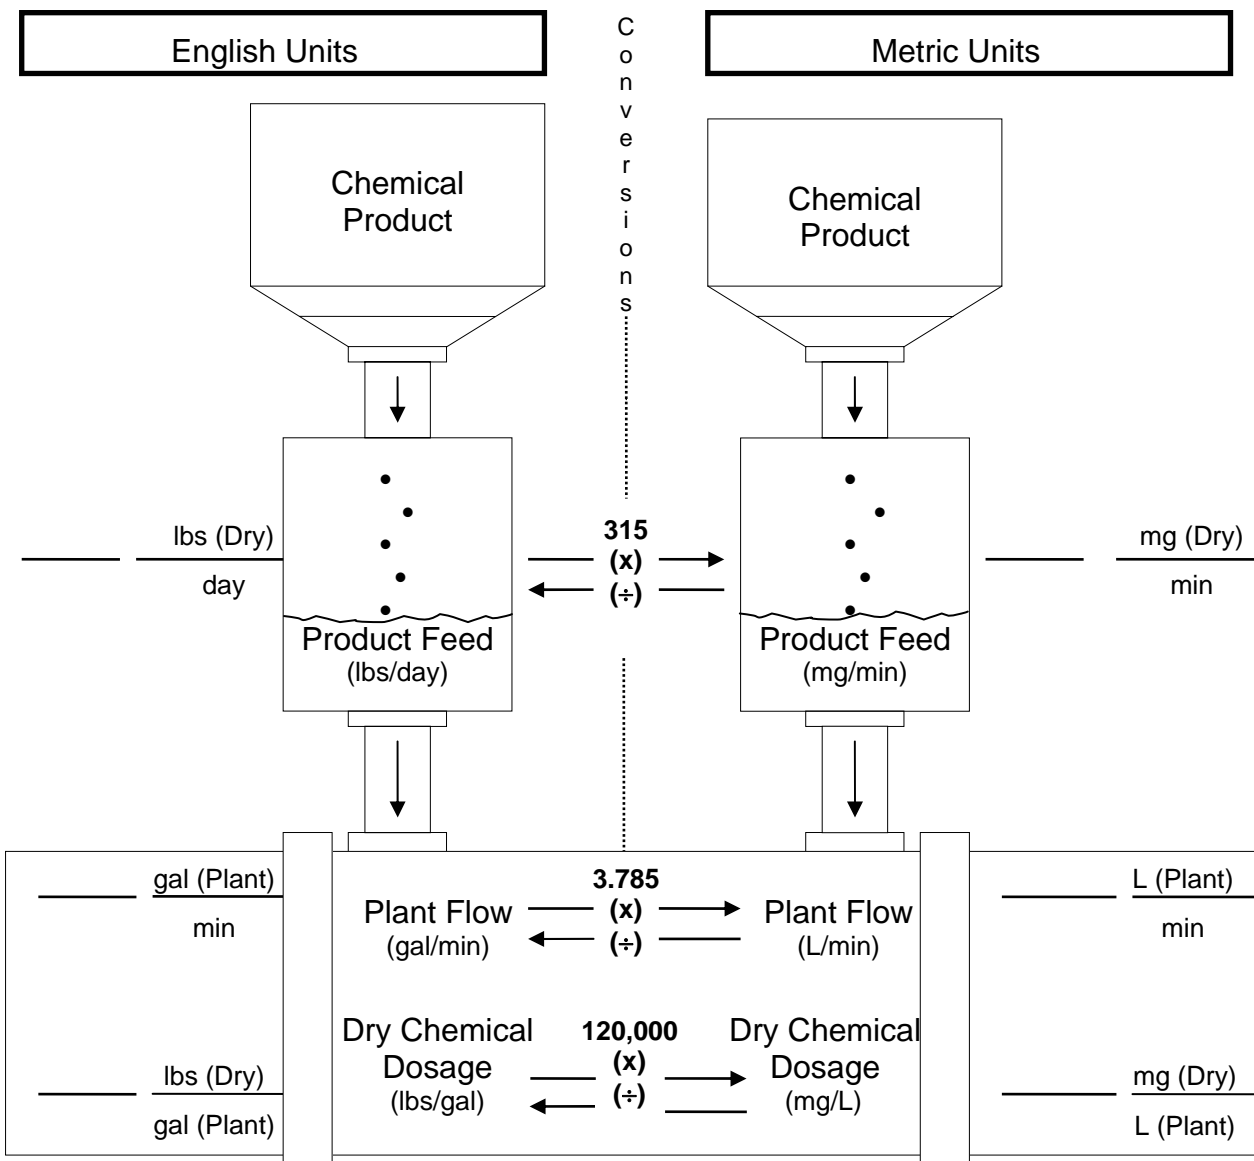 English Units
Conversions
Metric Units
Chemical
Product
Chemical
Product
lbs (Dry)
day
315
(x)
(÷)
mg (Dry)
min
Product Feed
(lbs/day)
Product Feed
(mg/min)
gal (Plant)
min
Plant Flow
(gal/min)
3.785
(x)
(÷)
Plant Flow
(L/min)
L (Plant)
min
Dry Chemical
Dosage
(lbs/gal)
120,000
(x)
(÷)
Dry Chemical
Dosage
(mg/L)
lbs (Dry)
gal (Plant)
mg (Dry)
L (Plant)